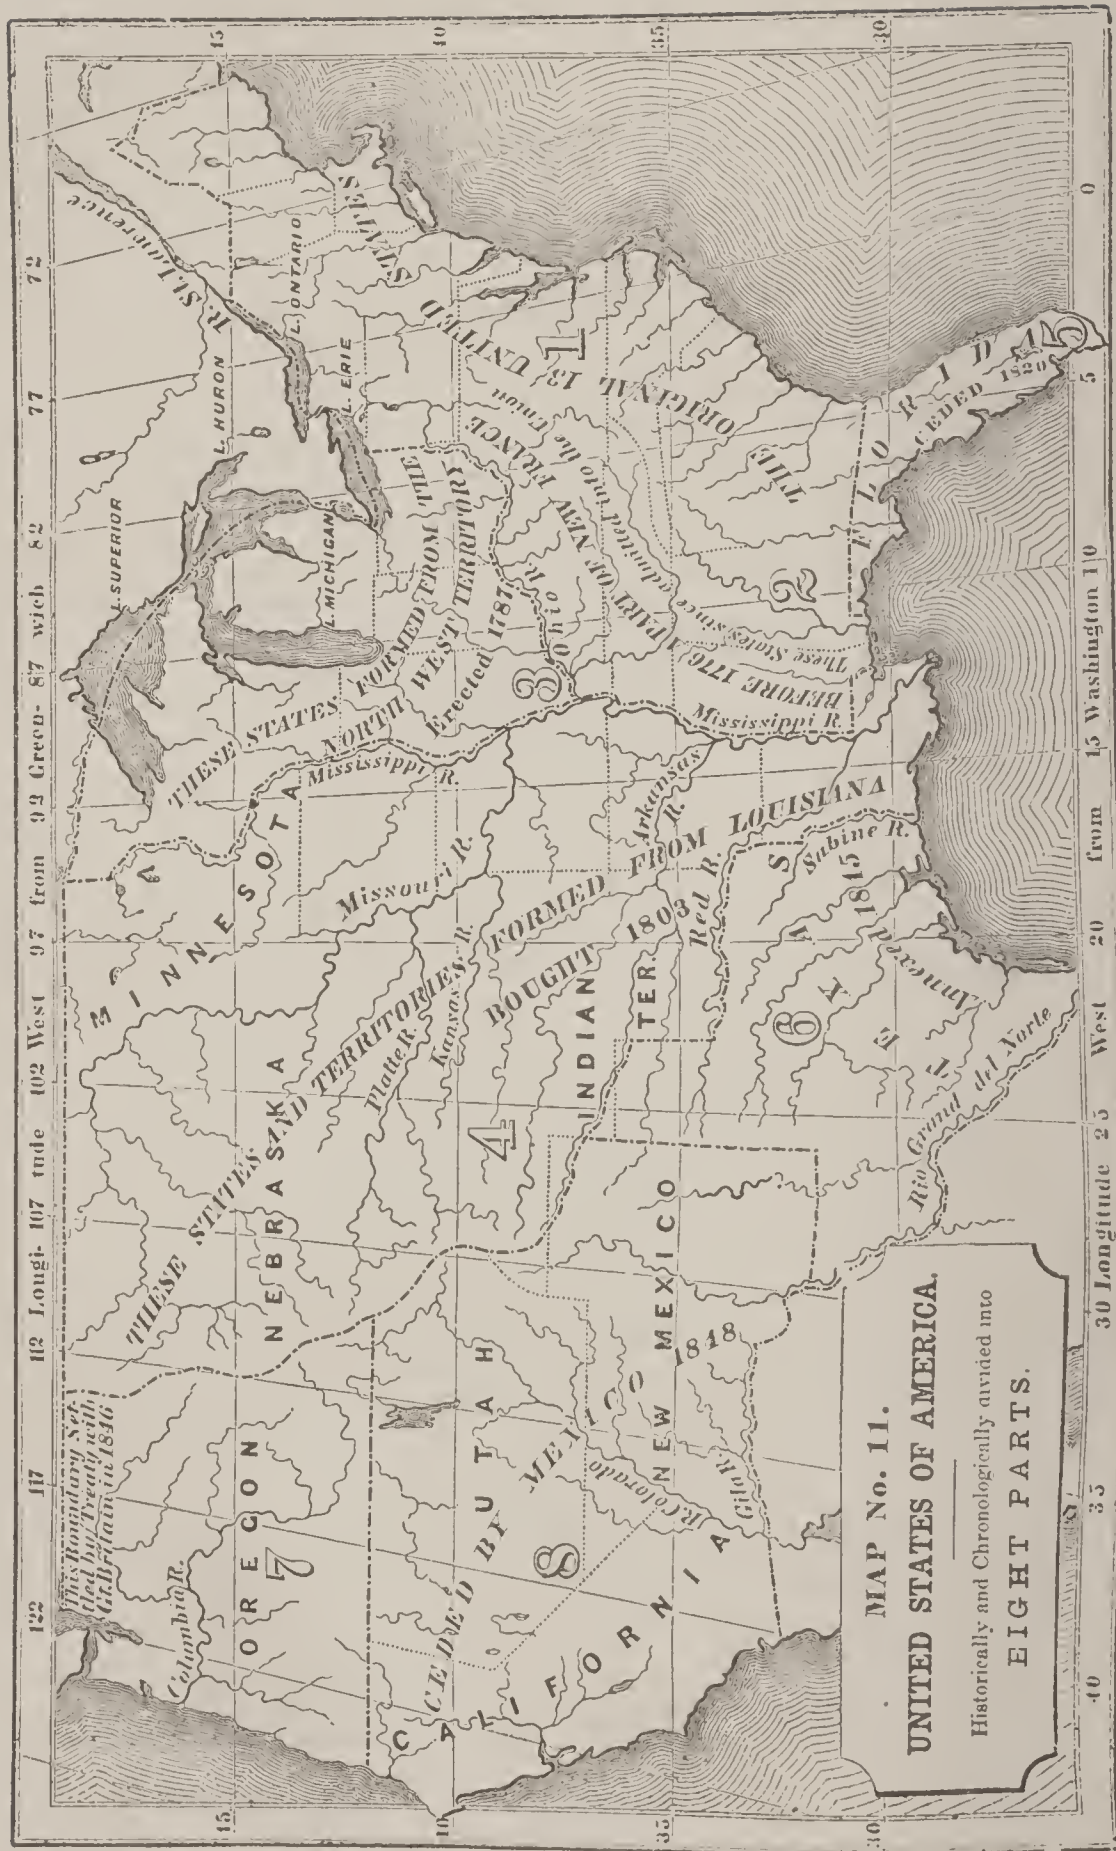 MAP No. 11.
UNITED STATES OF AMERICA.
Historically and Chronologically divided into
EIGHT PARTS.
122 117 112 Longi- 107 tude 102 West 97 from 92 Green- 87 wich 82 77 72
45
40
35
30
45
40
35
30
40 35 30 Longitude 25 West 20 from 15 Washington 10 5 0
This Boundary Set-
tled by Treaty with
Gt. Britain in 1846
Columbia R.
OREGON
7
CALIFORNIA
CEDED
BY
MEXICO
1848
8
UTAH
R. Colorado
Gila R.
NEW MEXICO
THESE STATES AND TERRITORIES FORMED FROM LOUISIANA
BOUGHT 1803
NEBRASKA
4
Platte R.
Kansas R.
Missouri R.
MINNESOTA
INDIAN
TER.
Arkansas
R.
Red R.
Sabine R.
TEXAS
6
Annexed 1845
Rio Grand del Norte
THESE STATES FORMED FROM THE
NORTH WEST TERRITORY
Erected 1787
3
Mississippi R.
Ohio R.
L. SUPERIOR
L. MICHIGAN
L. HURON
L. ERIE
L. ONTARIO
R. St. Lawrence
THE ORIGINAL 13 UNITED STATES
1
BEFORE 1776 A PART OF NEW FRANCE
These States since admitted into the Union
2
Mississippi R.
FLORIDA
CEDED 1820
5